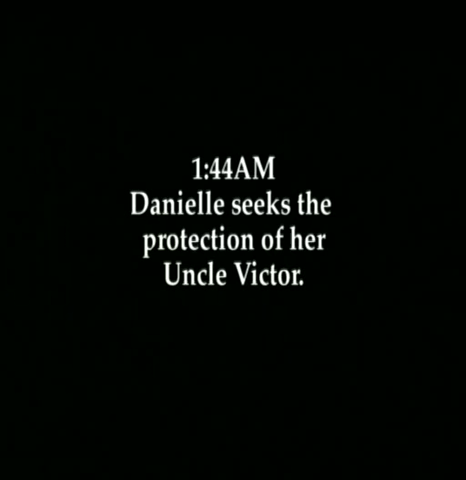 1:44AM
Danielle seeks the
protection of her
Uncle Victor.